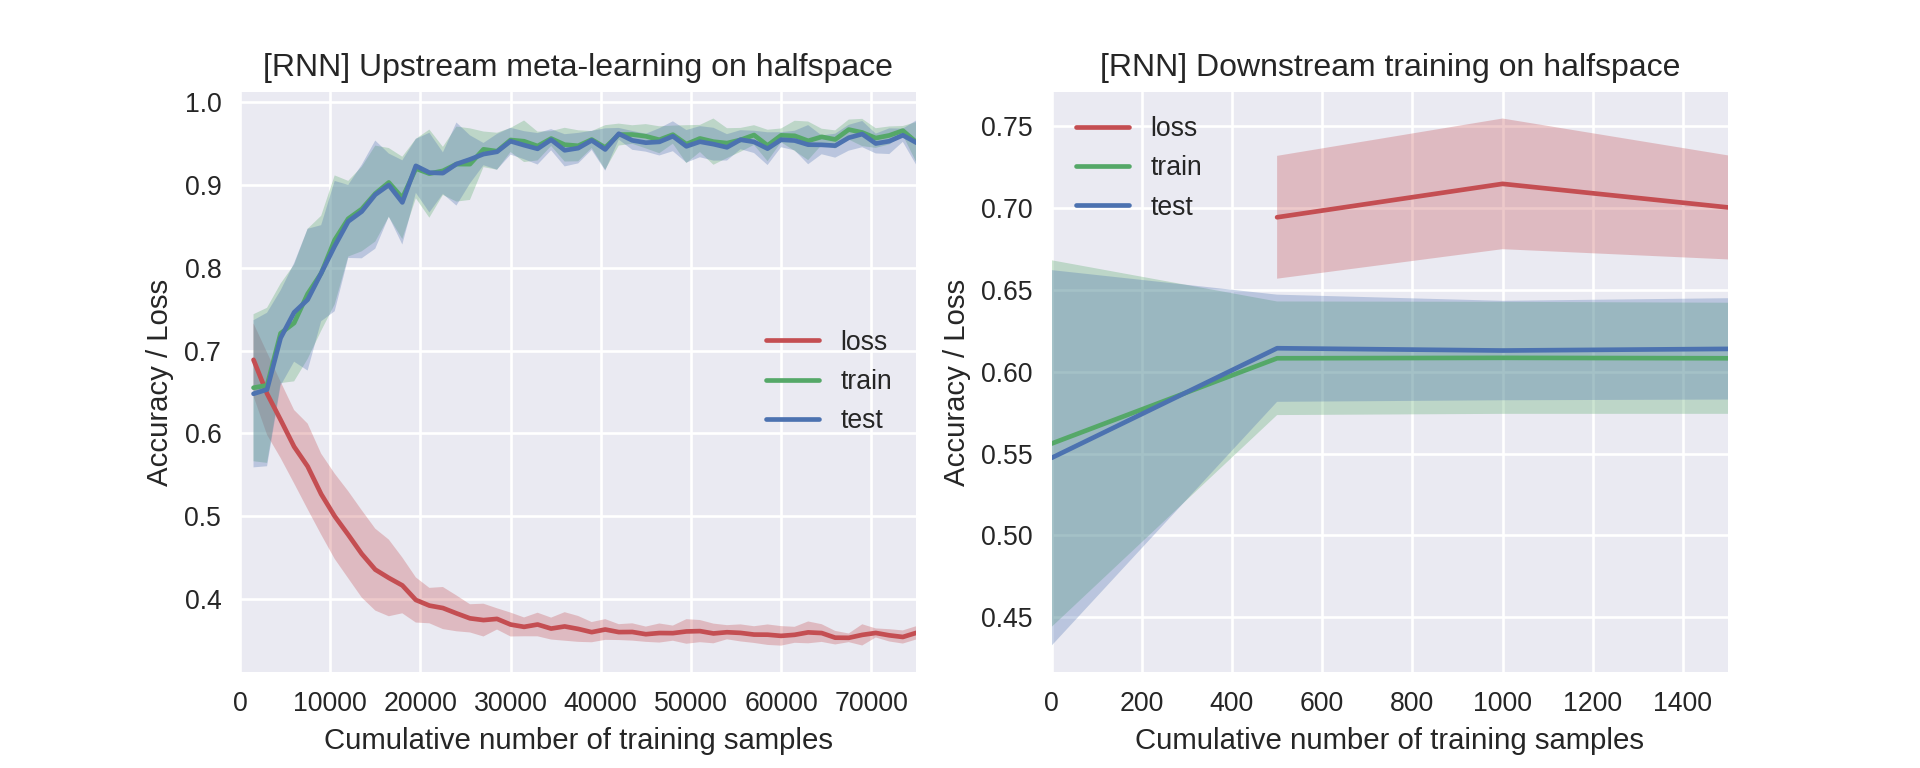 [RNN] Upstream meta-learning on halfspace
1.0
0.9
0.8
0.7
0.6
0.5
0.4
Accuracy / Loss
loss
train
test
0 10000 20000 30000 40000 50000 60000 70000
Cumulative number of training samples
[RNN] Downstream training on halfspace
0.75
0.70
0.65
0.60
0.55
0.50
0.45
Accuracy / Loss
loss
train
test
0 200 400 600 800 1000 1200 1400
Cumulative number of training samples